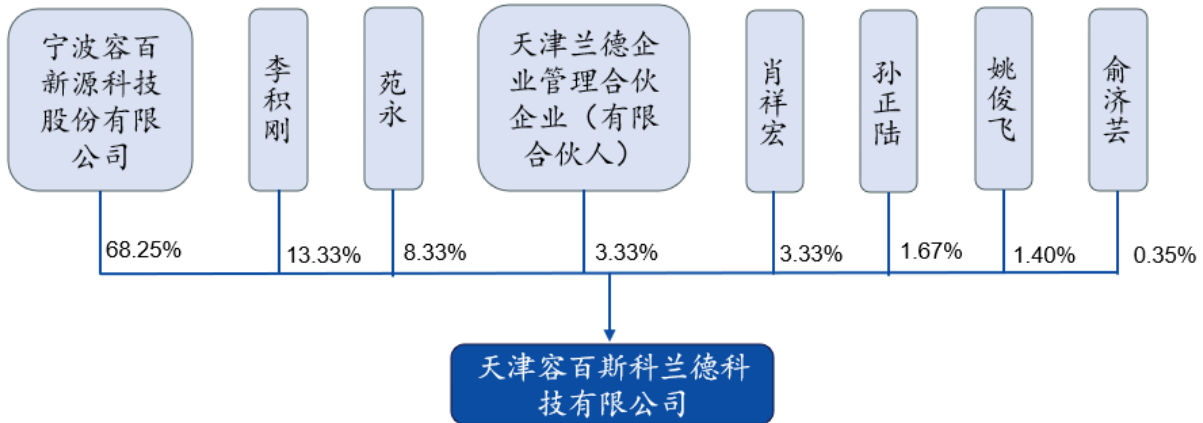 宁波容百
新源科技
股份有限
公司
李积刚
苑永
天津兰德企
业管理合伙
企业（有限
合伙人）
肖祥宏
孙正陆
姚俊飞
俞济芸
68.25%
13.33%
8.33%
3.33%
3.33%
1.67%
1.40%
0.35%
天津容百斯科兰德科
技有限公司